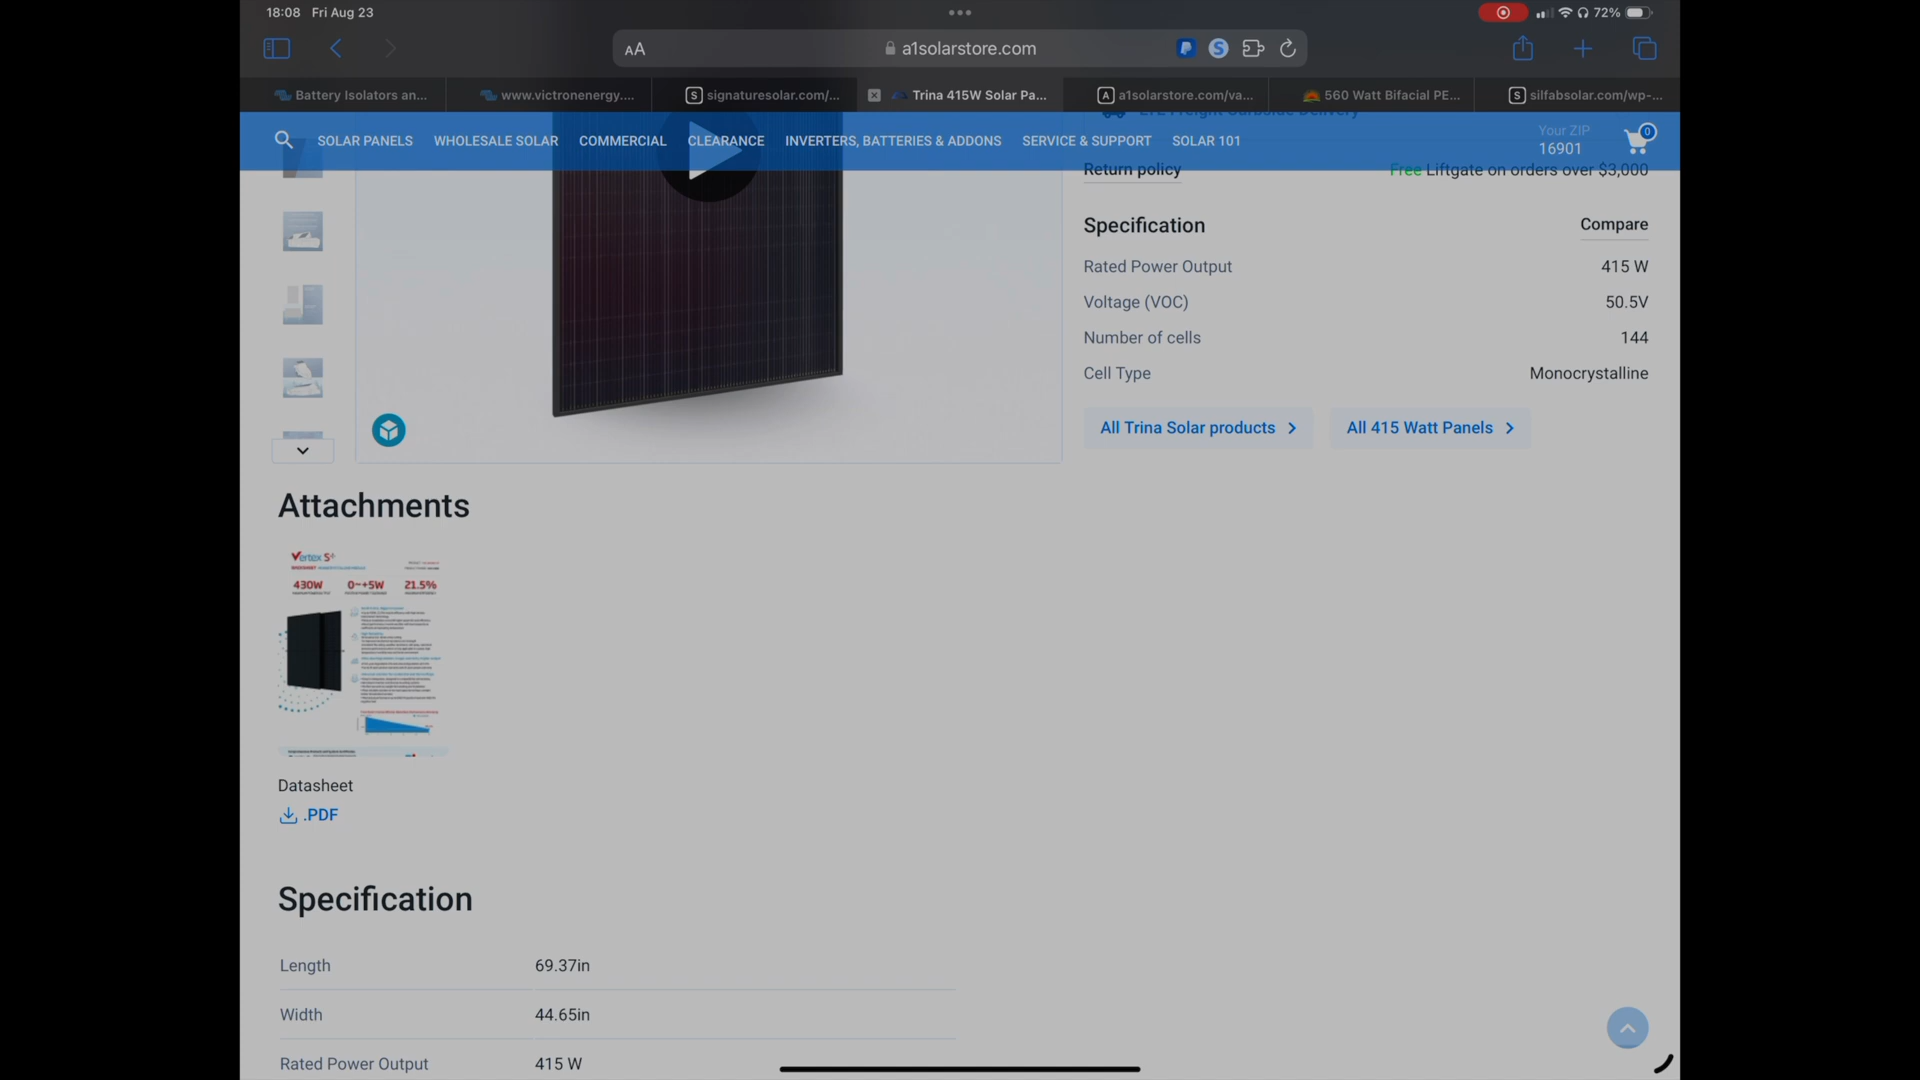 18:08 Fri Aug 23
72%
AA
a1solarstore.com
Battery Isolators an...
www.victronenergy....
S signaturesolar.com/...
Trina 415W Solar Pa...
A a1solarstore.com/va...
560 Watt Bifacial PE...
S silfabsolar.com/wp-...
SOLAR PANELS
WHOLESALE SOLAR
COMMERCIAL
CLEARANCE
INVERTERS, BATTERIES & ADDONS
SERVICE & SUPPORT
SOLAR 101
Your ZIP
16901
0
Return policy
Free Liftgate on orders over $3,000
Specification
Compare
Rated Power Output 415 W
Voltage (VOC) 50.5V
Number of cells 144
Cell Type Monocrystalline
All Trina Solar products
All 415 Watt Panels
Attachments
Vertex S+
430W 0~+5W 21.5%
Datasheet
.PDF
Specification
Length 69.37in
Width 44.65in
Rated Power Output 415 W